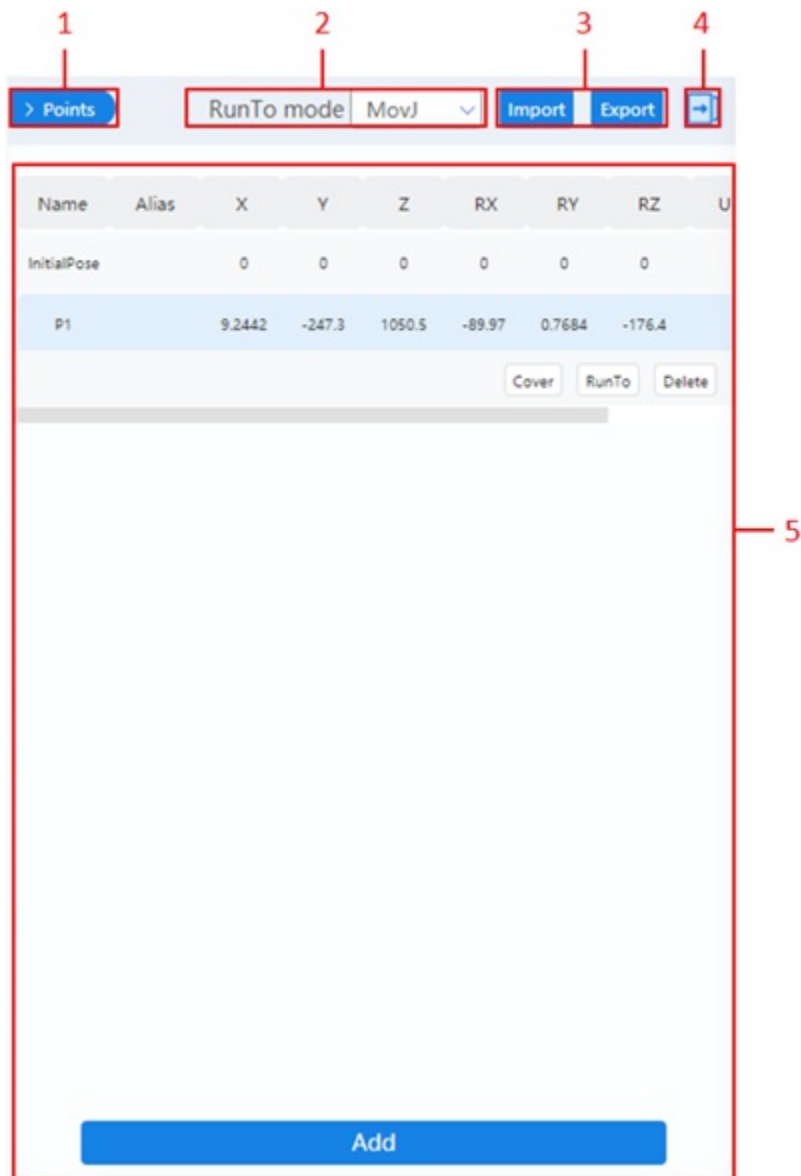 1 2 3 4
> Points RunTo mode MovJ Import Export
Name Alias X Y Z RX RY RZ U
InitialPose 0 0 0 0 0 0
P1 9.2442 -247.3 1050.5 -89.97 0.7684 -176.4
Cover RunTo Delete
5
Add